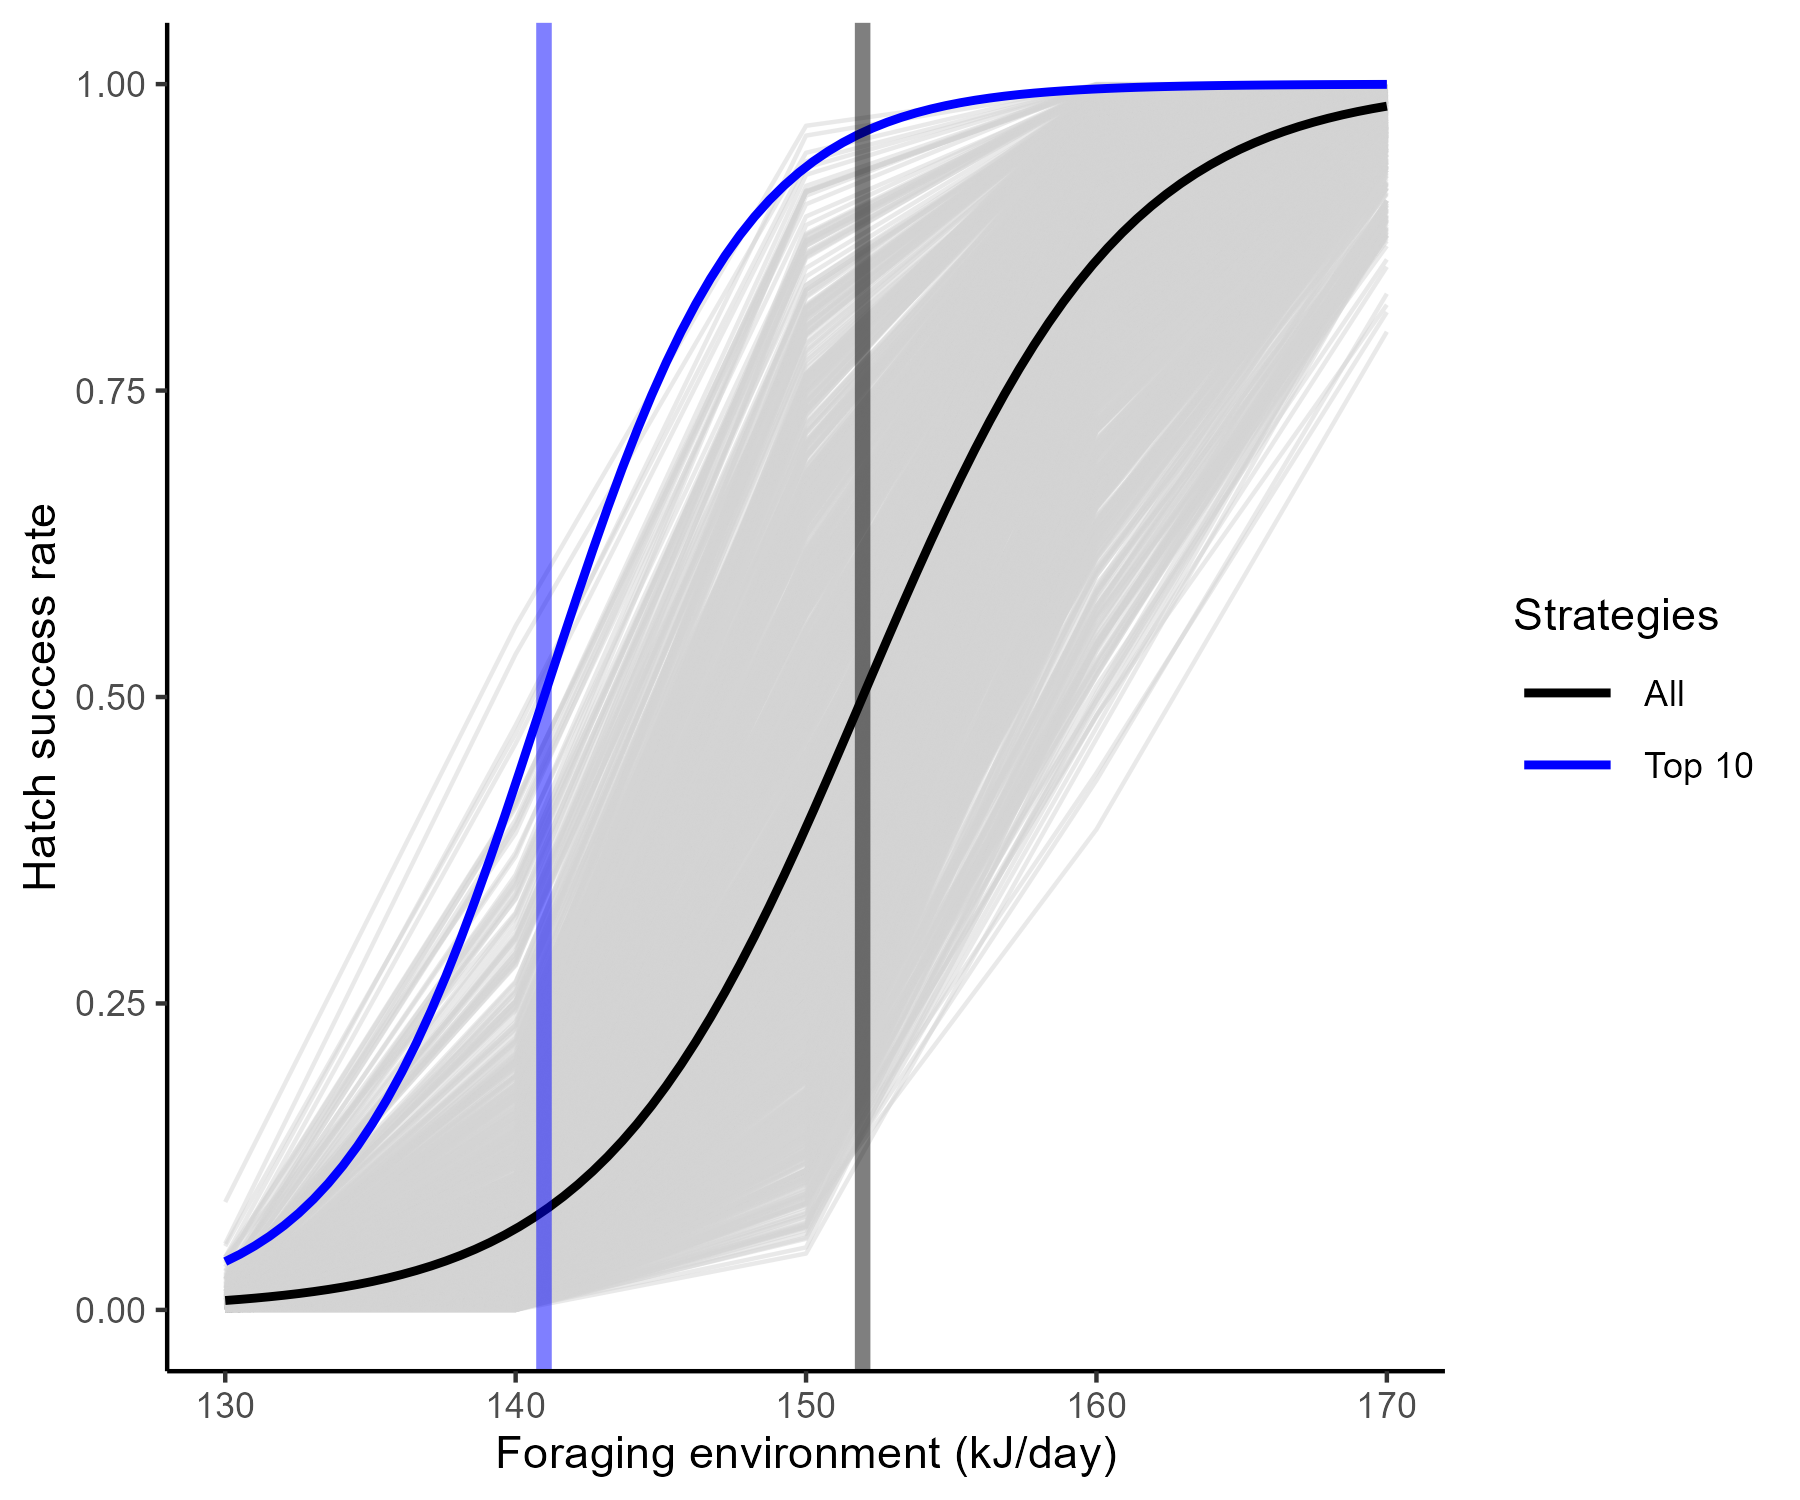 1.00
0.75
0.50
0.25
0.00
Hatch success rate
130 140 150 160 170
Foraging environment (kJ/day)
Strategies
All
Top 10